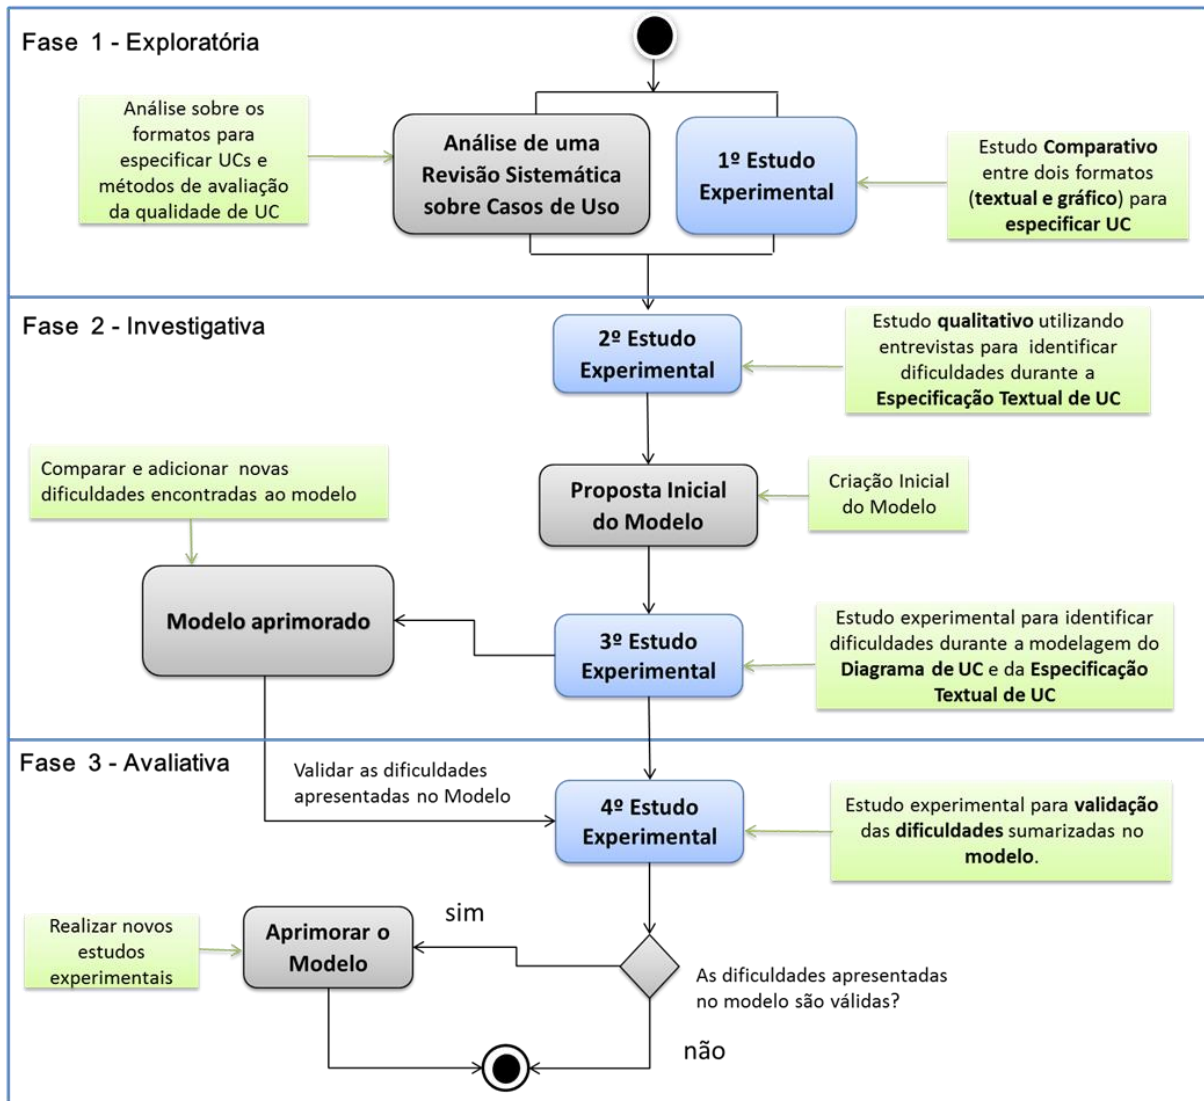 Fase 1 - Exploratória
Análise sobre os
formatos para
especificar UCs e
métodos de avaliação
da qualidade de UC
Análise de uma
Revisão Sistemática
sobre Casos de Uso
1º Estudo
Experimental
Estudo Comparativo
entre dois formatos
(textual e gráfico) para
especificar UC
Fase 2 - Investigativa
2º Estudo
Experimental
Estudo qualitativo utilizando
entrevistas para identificar
dificuldades durante a
Especificação Textual de UC
Comparar e adicionar novas
dificuldades encontradas ao modelo
Proposta Inicial
do Modelo
Criação Inicial
do Modelo
Modelo aprimorado
3º Estudo
Experimental
Estudo experimental para identificar
dificuldades durante a modelagem do
Diagrama de UC e da Especificação
Textual de UC
Fase 3 - Avaliativa
Validar as dificuldades
apresentadas no Modelo
4º Estudo
Experimental
Estudo experimental para validação
das dificuldades sumarizadas no
modelo.
Realizar novos
estudos
experimentais
Aprimorar o
Modelo
sim
As dificuldades apresentadas
no modelo são válidas?
não